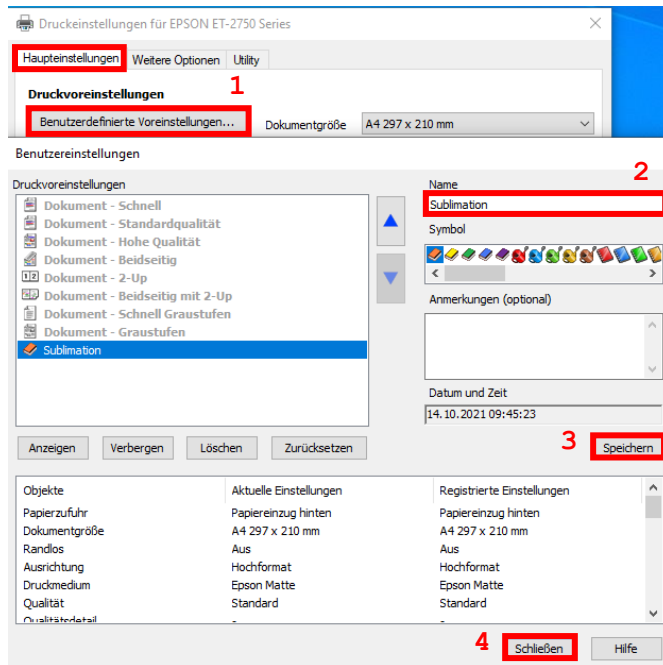 Druckeinstellungen für EPSON ET-2750 Series
Haupteinstellungen Weitere Optionen Utility
1
Druckvoreinstellungen
Benutzerdefinierte Voreinstellungen... Dokumentgröße A4 297 x 210 mm
Benutzereinstellungen
2
Druckvoreinstellungen Name
Dokument - Schnell Sublimation
Dokument - Standardqualität Symbol
Dokument - Hohe Qualität
Dokument - Beidseitig
1 2 Dokument - 2-Up
Dokument - Beidseitig mit 2-Up Anmerkungen (optional)
Dokument - Schnell Graustufen
Dokument - Graustufen
Sublimation
Datum und Zeit
14.10.2021 09:45:23
3
Anzeigen Verbergen Löschen Zurücksetzen Speichern
Objekte Aktuelle Einstellungen Registrierte Einstellungen
Papierzufuhr Papiereinzug hinten Papiereinzug hinten
Dokumentgröße A4 297 x 210 mm A4 297 x 210 mm
Randlos Aus Aus
Ausrichtung Hochformat Hochformat
Druckmedium Epson Matte Epson Matte
Qualität Standard Standard
Qualitätsdetail - -
4 Schließen Hilfe